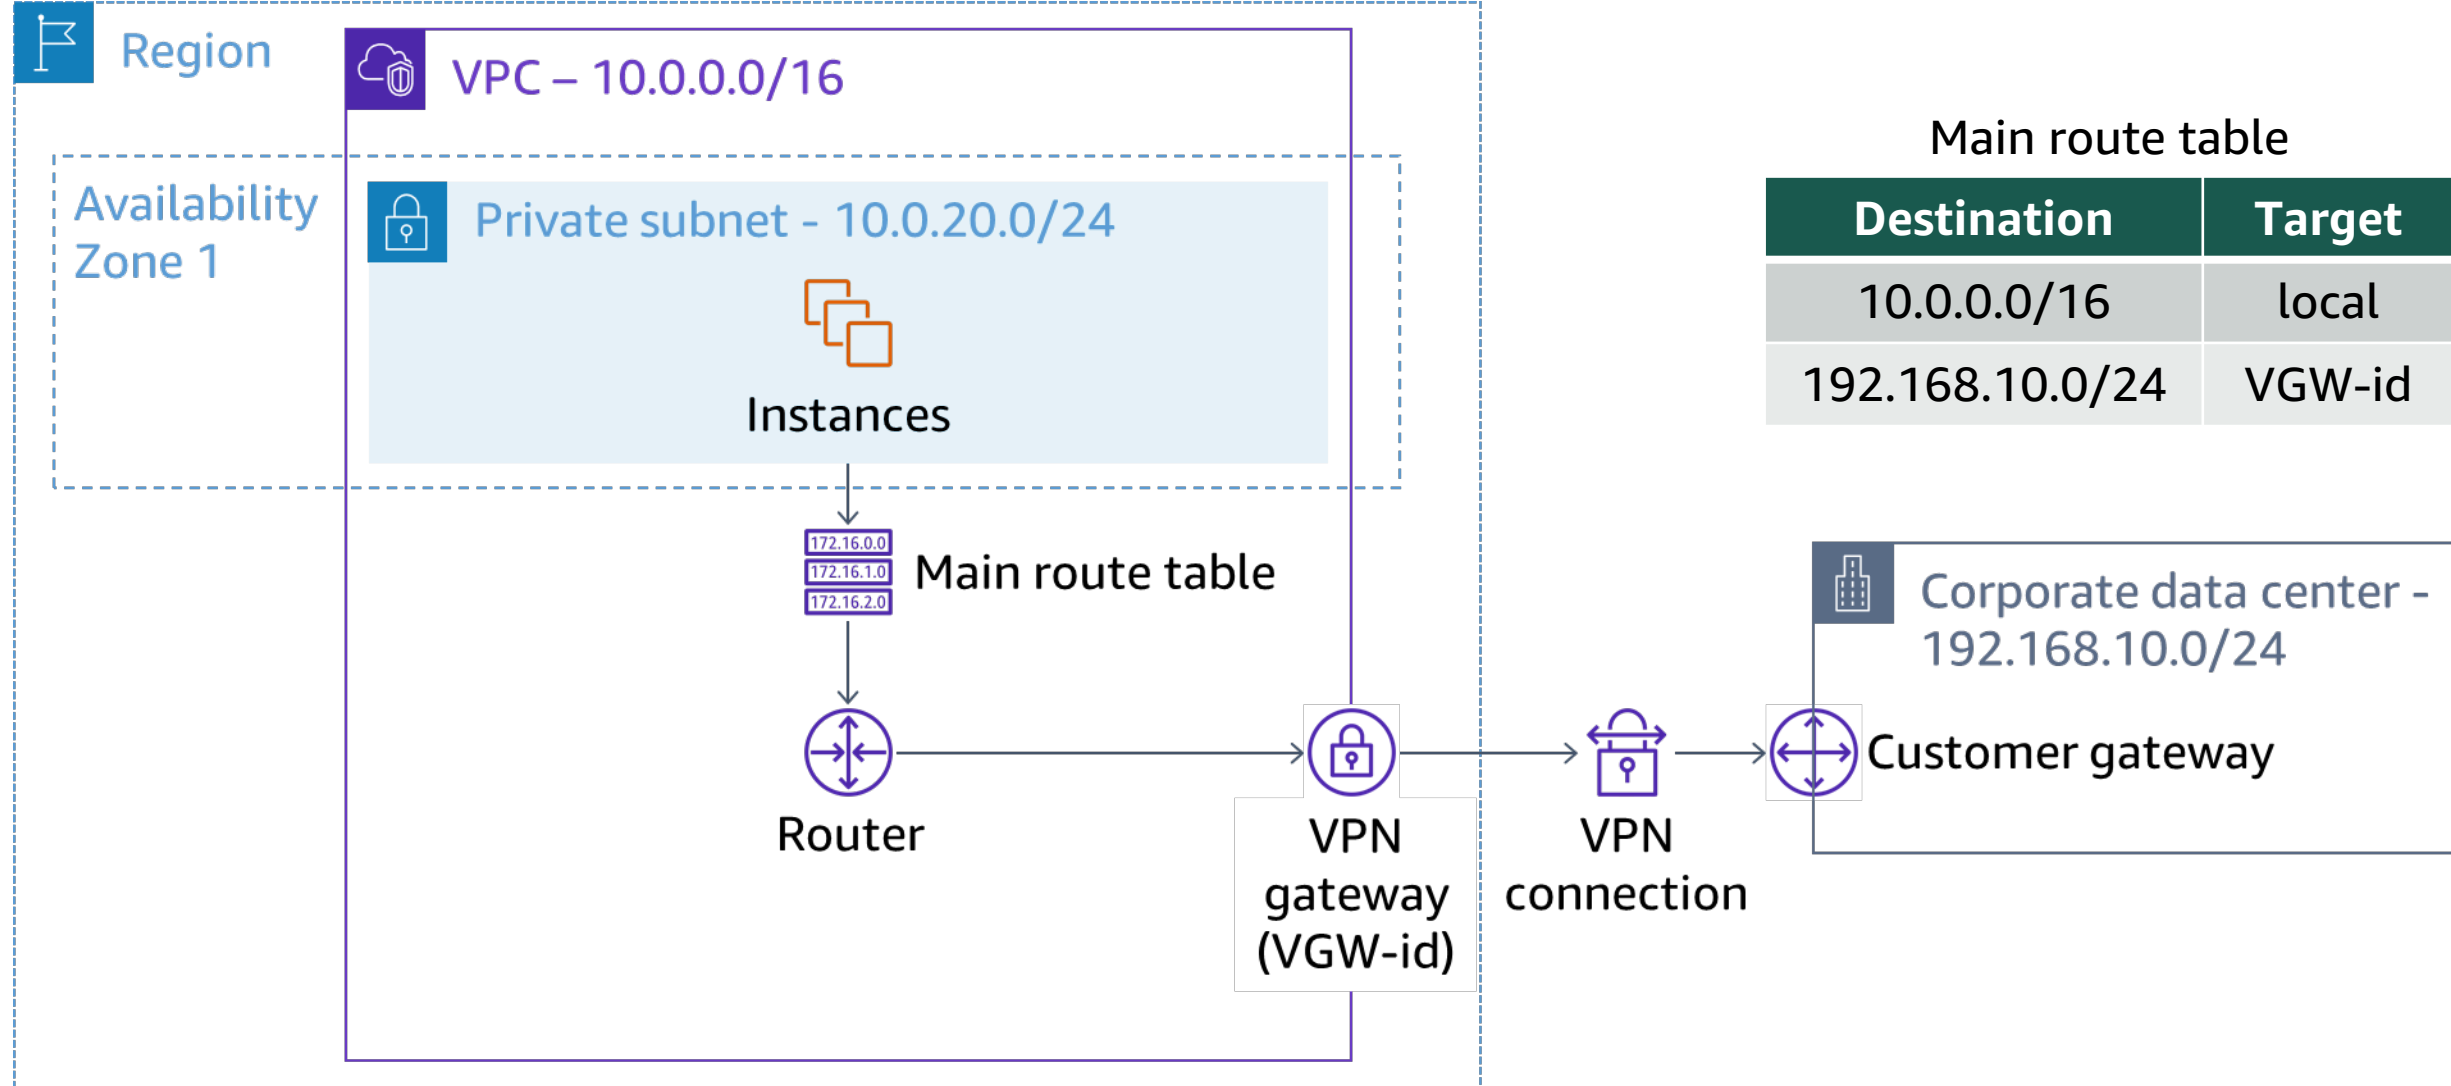 Region
VPC – 10.0.0.0/16
Availability
Zone 1
Private subnet - 10.0.20.0/24
Instances
172.16.0.0
172.16.1.0
172.16.2.0
Main route table
Router
VPN
gateway
(VGW-id)
VPN
connection
Main route table
Destination Target
10.0.0.0/16 local
192.168.10.0/24 VGW-id
Corporate data center -
192.168.10.0/24
Customer gateway